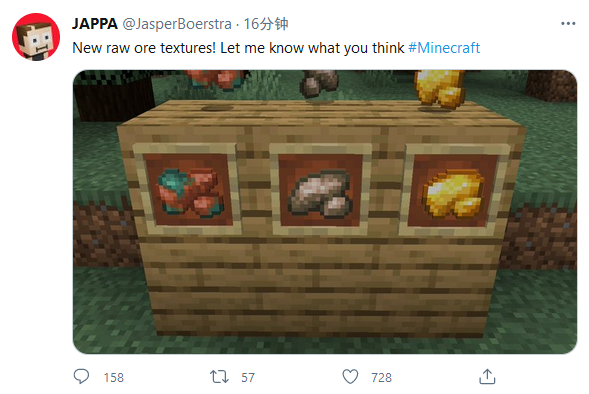 JAPPA @JasperBoerstra · 16分钟
New raw ore textures! Let me know what you think #Minecraft
158 57 728